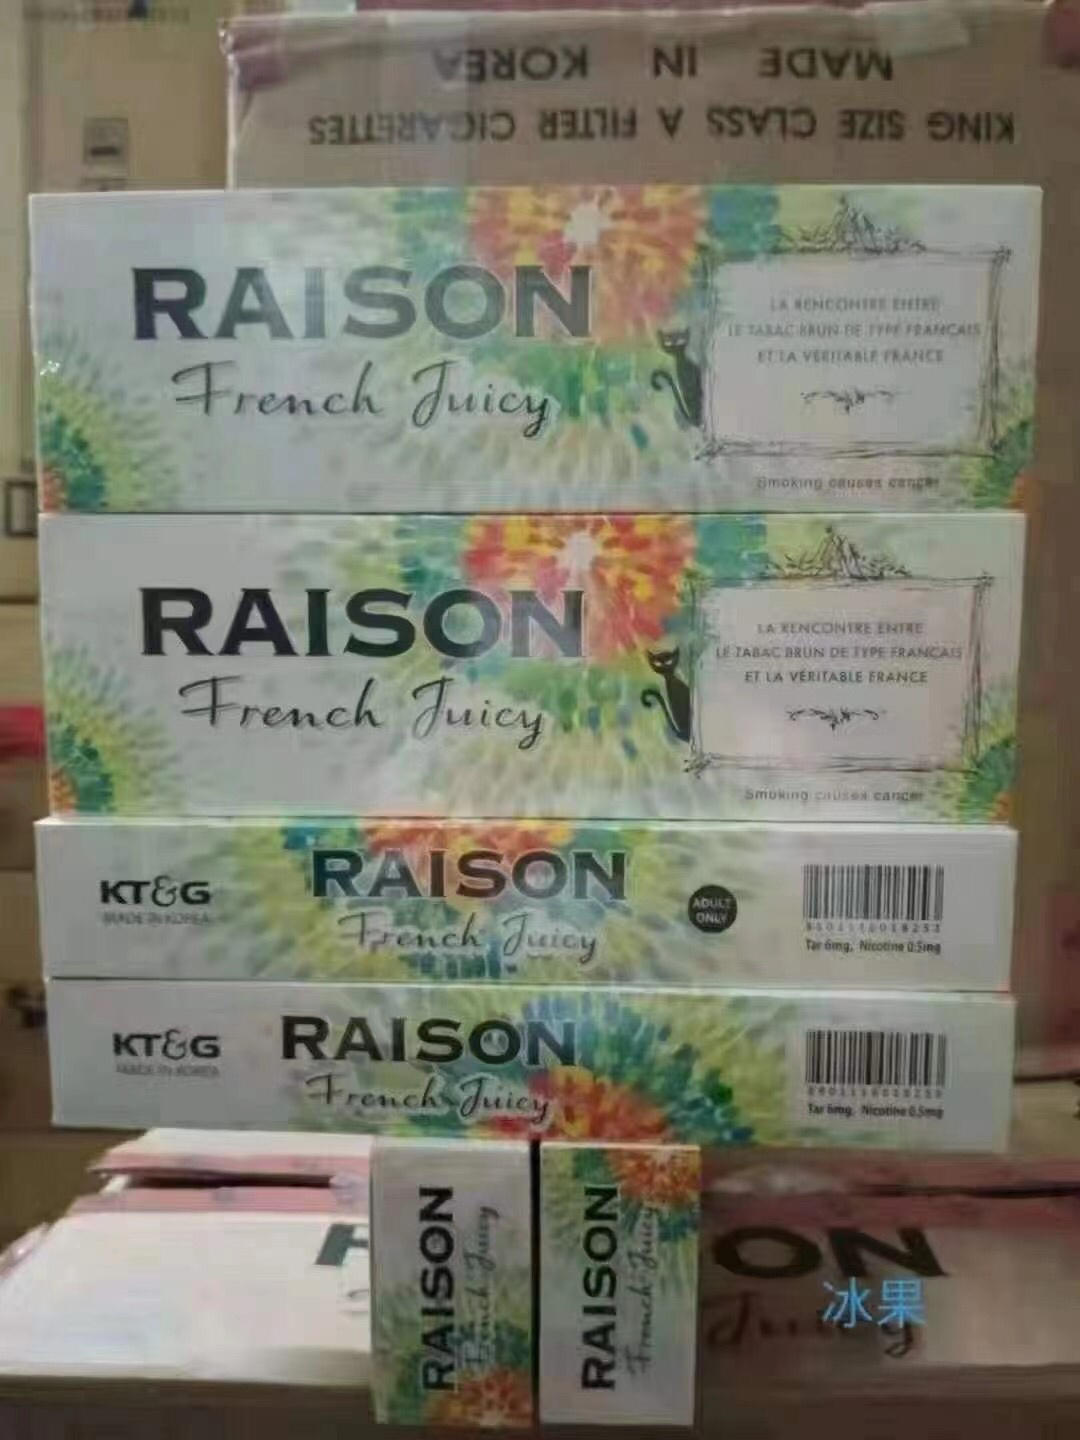 MADE IN KOREA
KING SIZE CLASS A FILTER CIGARETTES
RAISON
French Juicy
LA RENCONTRE ENTRE
LE TABAC BRUN DE TYPE FRANCAIS
ET LA VÉRITABLE FRANCE
Smoking causes cancer
RAISON
French Juicy
LA RENCONTRE ENTRE
LE TABAC BRUN DE TYPE FRANCAIS
ET LA VÉRITABLE FRANCE
Smoking causes cancer
KT&G
MADE IN KOREA
RAISON
French Juicy
ADULT
ONLY
Tar 6mg, Nicotine 0.5mg
KT&G
MADE IN KOREA
RAISON
French Juicy
Tar 6mg, Nicotine 0.5mg
RAISON
French Juicy
RAISON
French Juicy
ON
Juicy
冰果